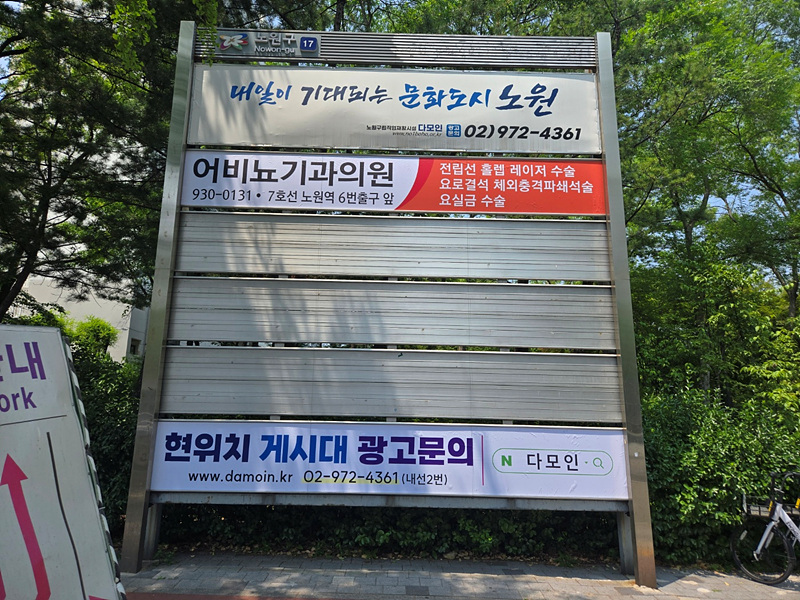 노원구
Nowon-gu
17
내일이 기대되는 문화도시 노원
다모인
02)972-4361
어비뇨기과의원
930-0131 • 7호선 노원역 6번출구 앞
전립선 홀렙 레이저 수술
요로결석 체외충격파쇄석술
요실금 수술
현위치 게시대 광고문의
www.damoin.kr 02-972-4361 (내선2번)
N 다모인
내
ork